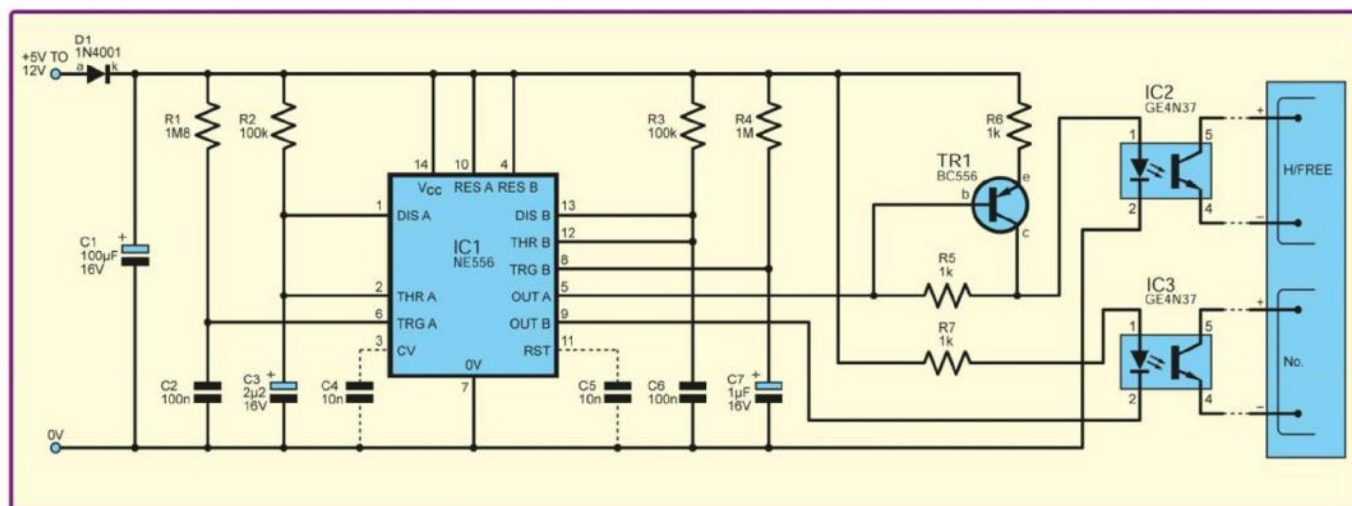 +5V TO
12V
D1
1N4001
a
k
R1
1M8
R2
100k
R3
100k
R4
1M
R6
1k
TR1
BC556
b
e
c
IC2
GE4N37
1
2
5
4
+
−
H/FREE
14
10
4
VCC
RES A
RES B
1
DIS A
DIS B
13
THR B
12
TRG B
8
IC1
NE556
2
THR A
OUT A
5
6
TRG A
OUT B
9
3
CV
RST
11
0V
7
R5
1k
R7
1k
IC3
GE4N37
1
2
5
4
+
−
No.
C1
100µF
16V
+
C2
100n
C3
2µ2
16V
+
C4
10n
C5
10n
C6
100n
C7
1µF
16V
+
0V